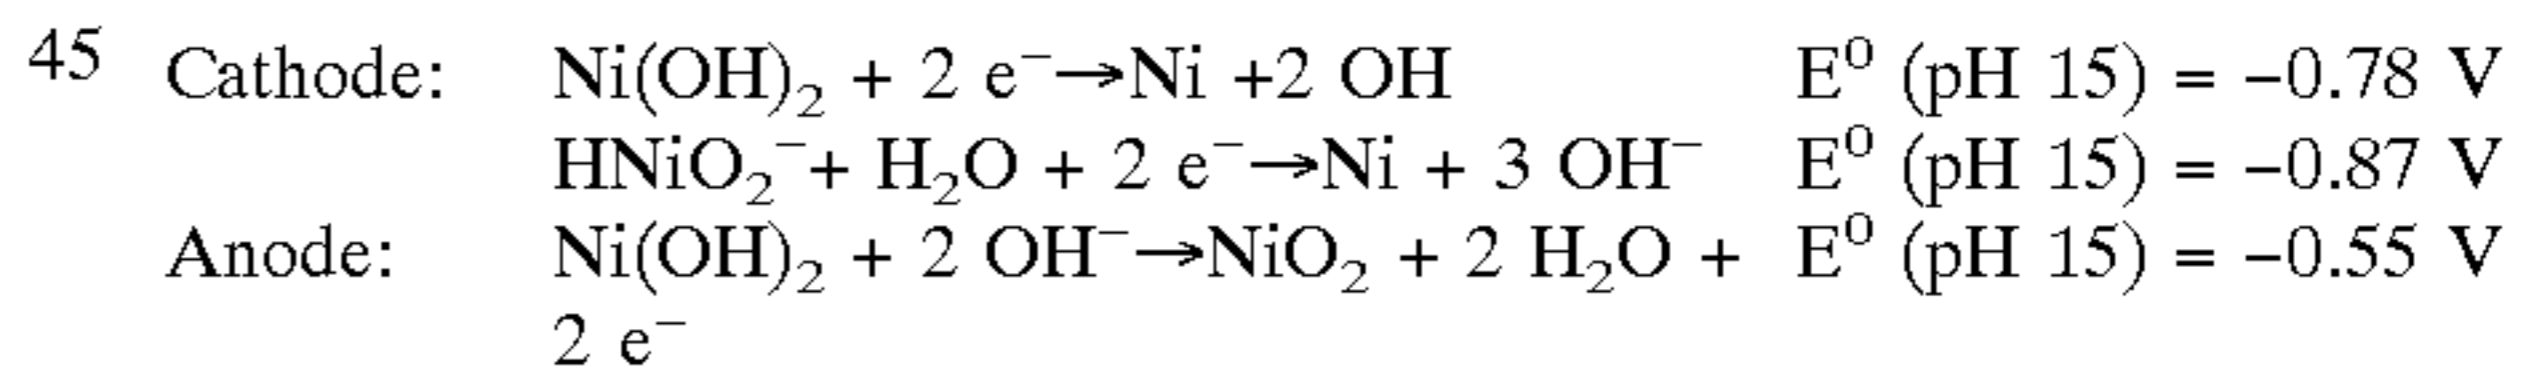 45 Cathode: Ni(OH)₂ + 2 e⁻→Ni +2 OH E⁰ (pH 15) = −0.78 V
HNiO₂⁻+ H₂O + 2 e⁻→Ni + 3 OH⁻ E⁰ (pH 15) = −0.87 V
Anode: Ni(OH)₂ + 2 OH⁻→NiO₂ + 2 H₂O + E⁰ (pH 15) = −0.55 V
2 e⁻